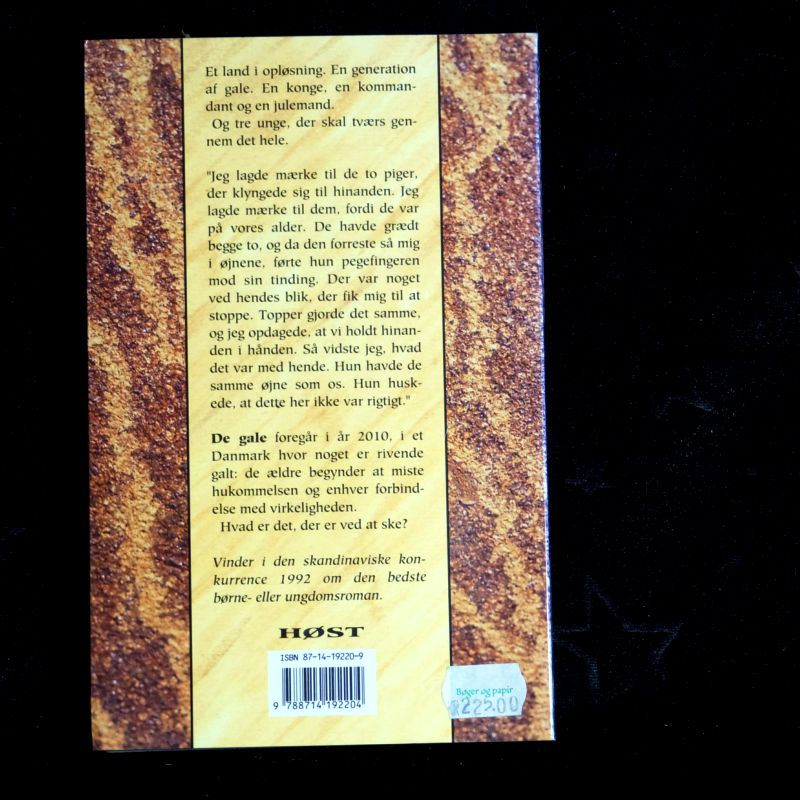 Et land i opløsning. En generation
af gale. En konge, en komman-
dant og en julemand.
Og tre unge, der skal tværs gen-
nem det hele.
"Jeg lagde mærke til de to piger,
der klyngede sig til hinanden. Jeg
lagde mærke til dem, fordi de var
på vores alder. De havde grædt
begge to, og da den forreste så mig
i øjnene, førte hun pegefingeren
mod sin tinding. Der var noget
ved hendes blik, der fik mig til at
stoppe. Topper gjorde det samme,
og jeg opdagede, at vi holdt hinan-
den i hånden. Så vidste jeg, hvad
det var med hende. Hun havde de
samme øjne som os. Hun husk-
ede, at dette her ikke var rigtigt."
De gale foregår i år 2010, i et
Danmark hvor noget er rivende
galt: de ældre begynder at miste
hukommelsen og enhver forbind-
else med virkeligheden.
Hvad er det, der er ved at ske?
Vinder i den skandinaviske kon-
kurrence 1992 om den bedste
børne- eller ungdomsroman.
HØST
ISBN 87-14-19220-9
9 788714 192204
Bøger og papir
225.00